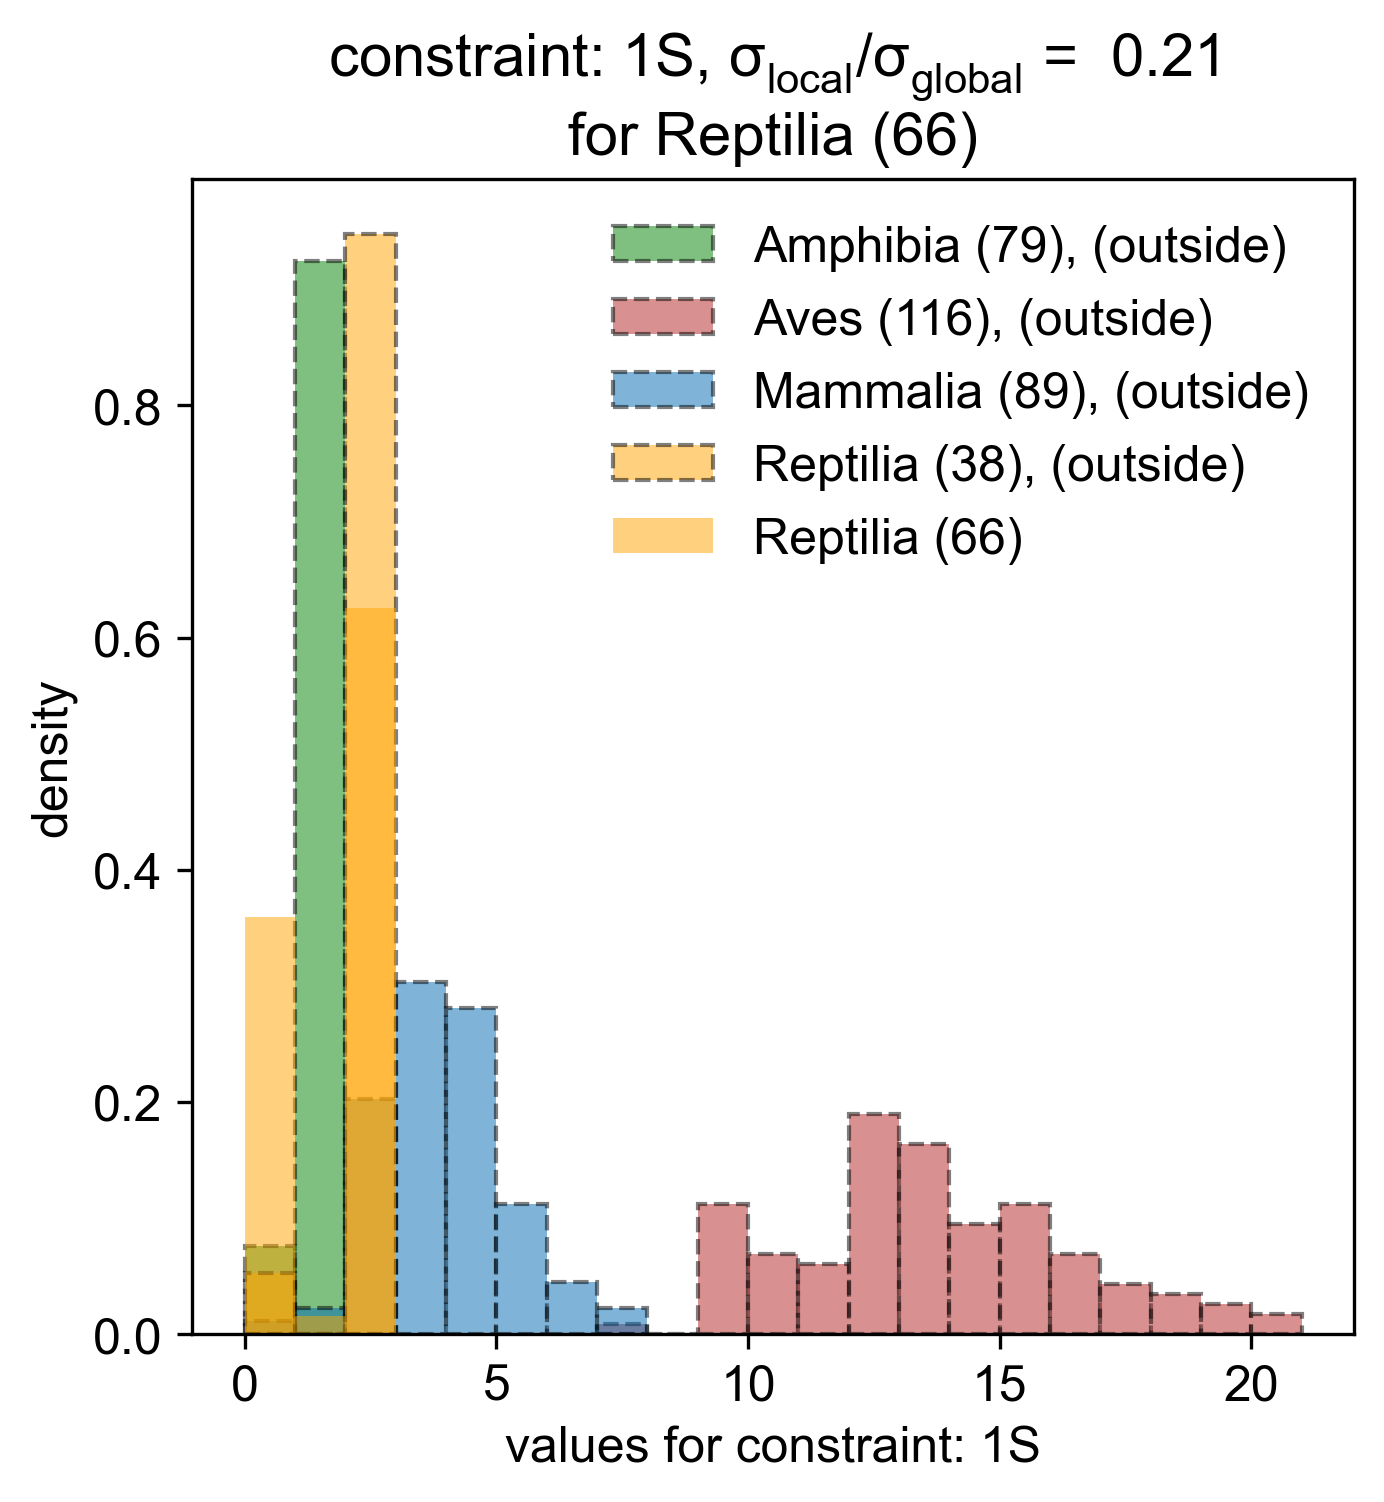 constraint: 1S, σlocal/σglobal = 0.21
for Reptilia (66)
Amphibia (79), (outside)
Aves (116), (outside)
Mammalia (89), (outside)
Reptilia (38), (outside)
Reptilia (66)
density
0.8
0.6
0.4
0.2
0.0
0 5 10 15 20
values for constraint: 1S